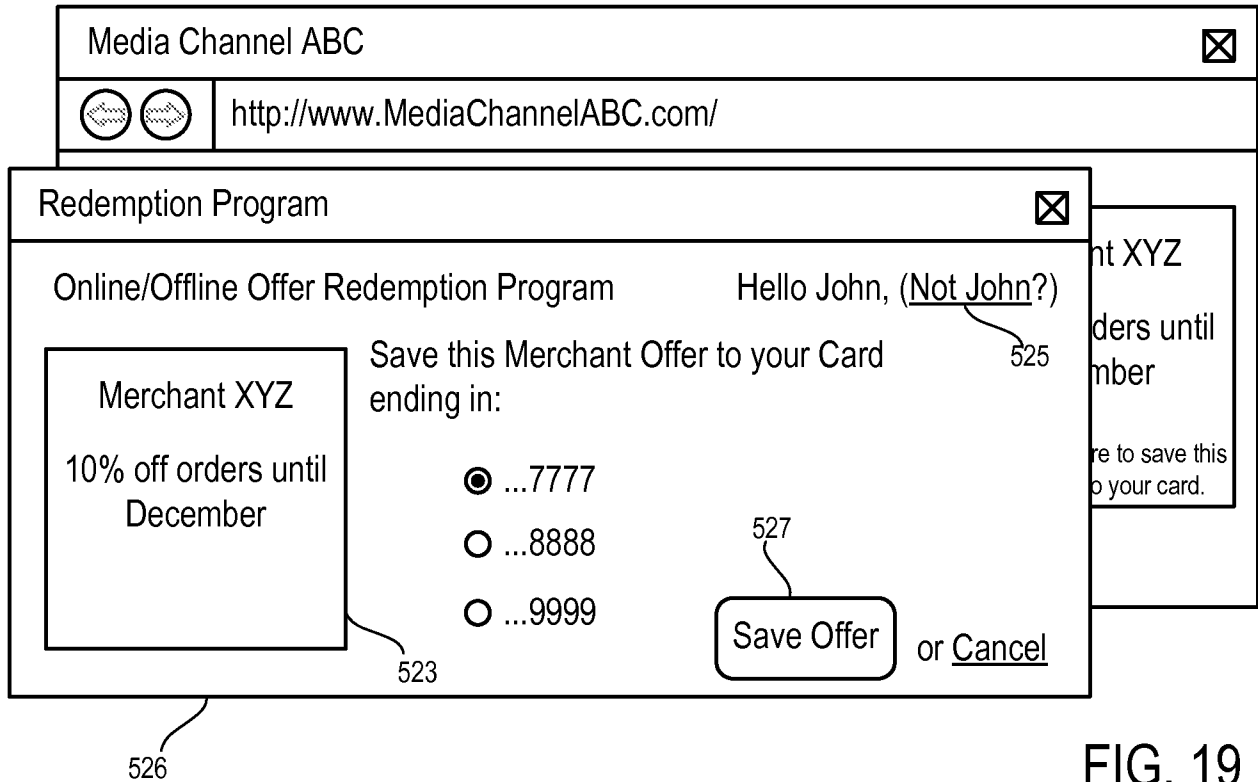 Media Channel ABC
http://www.MediaChannelABC.com/
Redemption Program
Online/Offline Offer Redemption Program
Hello John, (Not John?)
525
Save this Merchant Offer to your Card
ending in:
Merchant XYZ
10% off orders until
December
...7777
...8888
...9999
527
Save Offer
or Cancel
523
526
nt XYZ
ders until
mber
re to save this
o your card.
FIG. 19